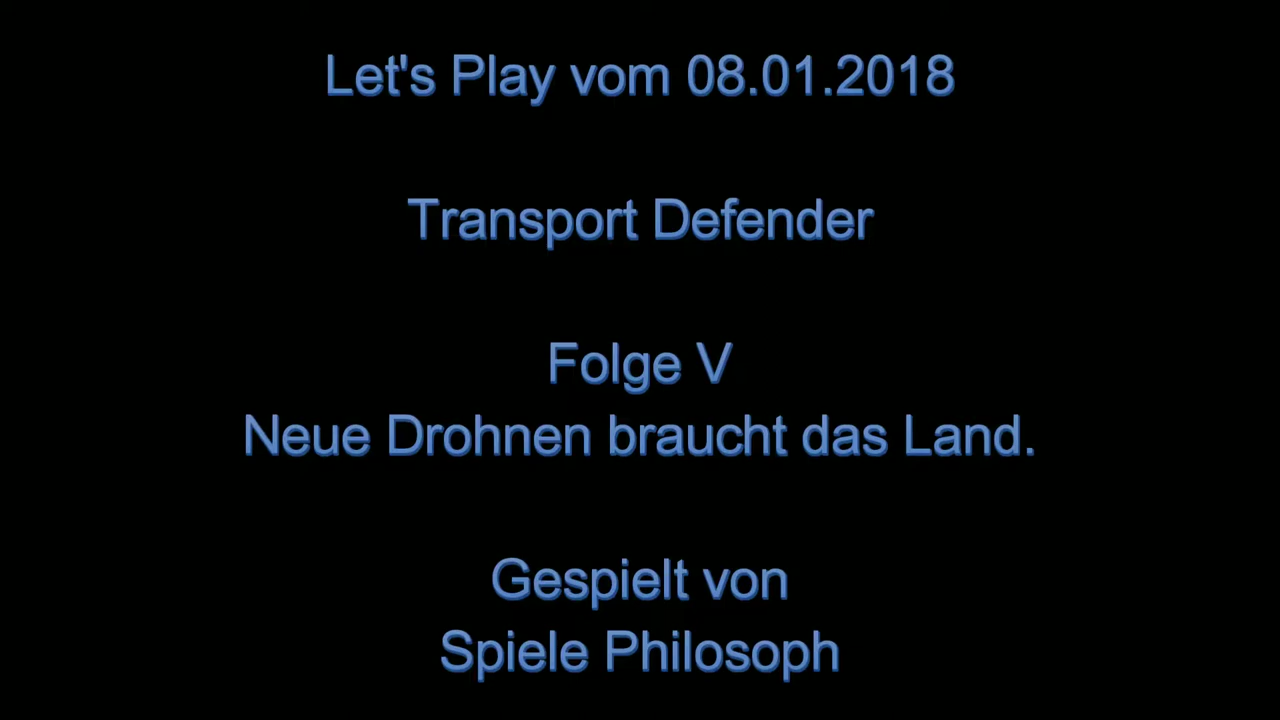 Let's Play vom 08.01.2018
Transport Defender
Folge V
Neue Drohnen braucht das Land.
Gespielt von
Spiele Philosoph